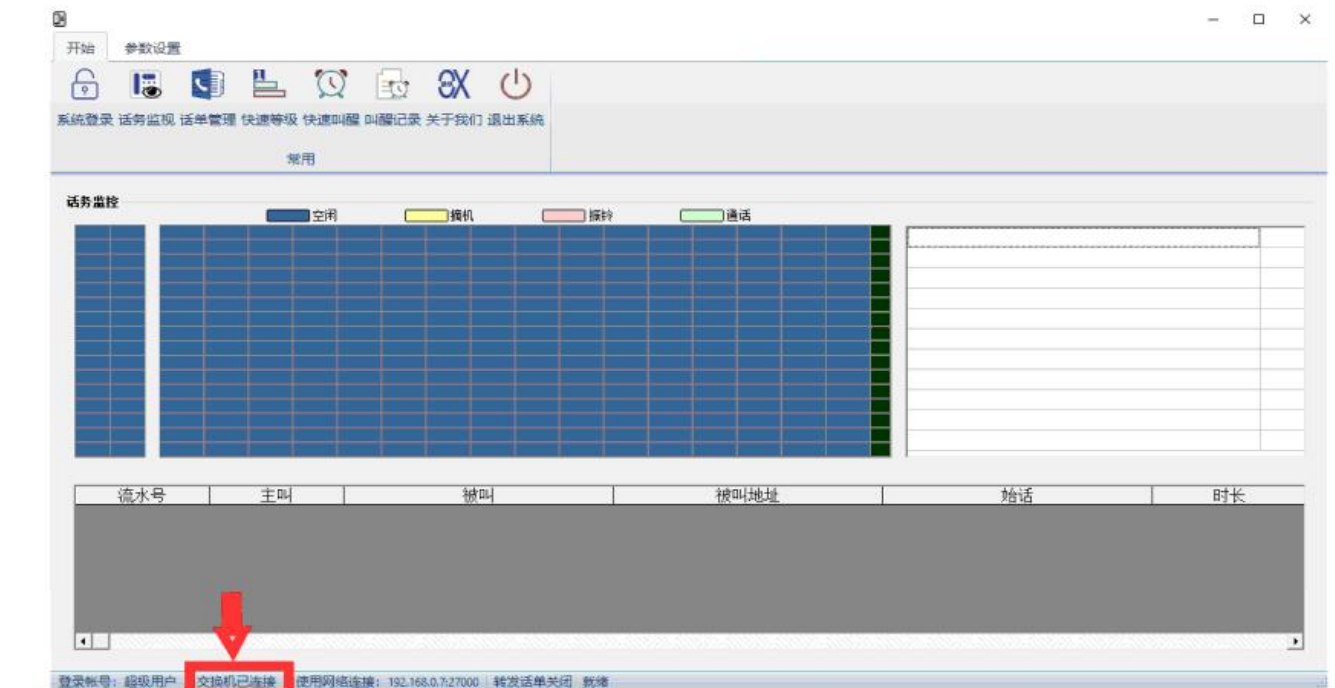 开始 参数设置
系统登录 话务监视 话单管理 快速等级 快速叫醒 叫醒记录 关于我们 退出系统
常用
话务监控
空闲 摘机 振铃 通话
流水号 主叫 被叫 被叫地址 始话 时长
登录帐号：超级用户 交换机已连接 使用网络连接：192.168.0.7:27000 转发话单关闭 就绪